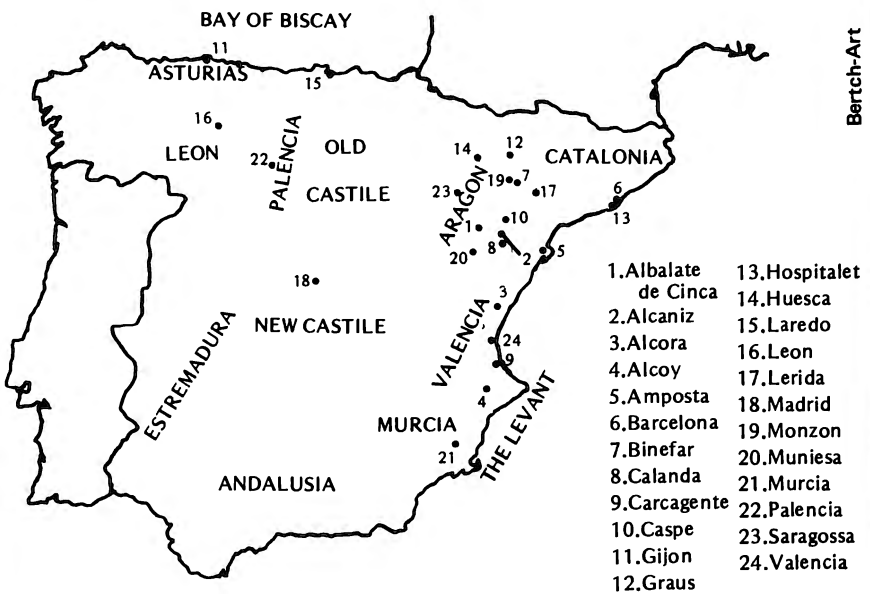 BAY OF BISCAY
11
ASTURIAS
15
16
LEON
22
PALENCIA
OLD
CASTILE
14
12
CATALONIA
19
7
23
17
ARAGON
6
13
10
1
8
20
2
5
18
3
NEW CASTILE
VALENCIA
24
ESTREMADURA
9
4
MURCIA
THE LEVANT
21
ANDALUSIA
Bertch-Art
1.Albalate
de Cinca
2.Alcaniz
3.Alcora
4.Alcoy
5.Amposta
6.Barcelona
7.Binefar
8.Calanda
9.Carcagente
10.Caspe
11.Gijon
12.Graus
13.Hospitalet
14.Huesca
15.Laredo
16.Leon
17.Lerida
18.Madrid
19.Monzon
20.Muniesa
21.Murcia
22.Palencia
23.Saragossa
24.Valencia